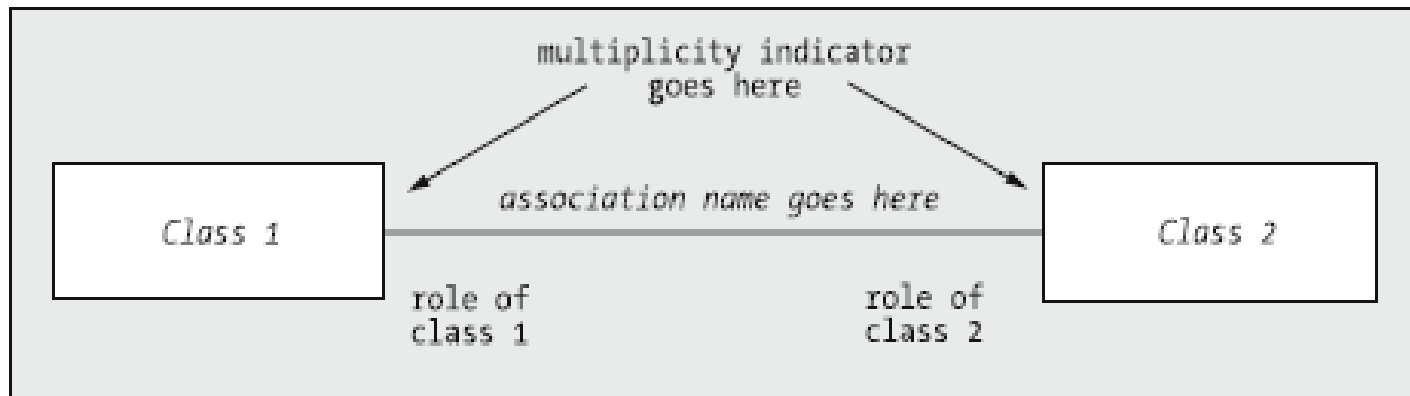 multiplicity indicator
goes here
association name goes here
Class 1
Class 2
role of
class 1
role of
class 2